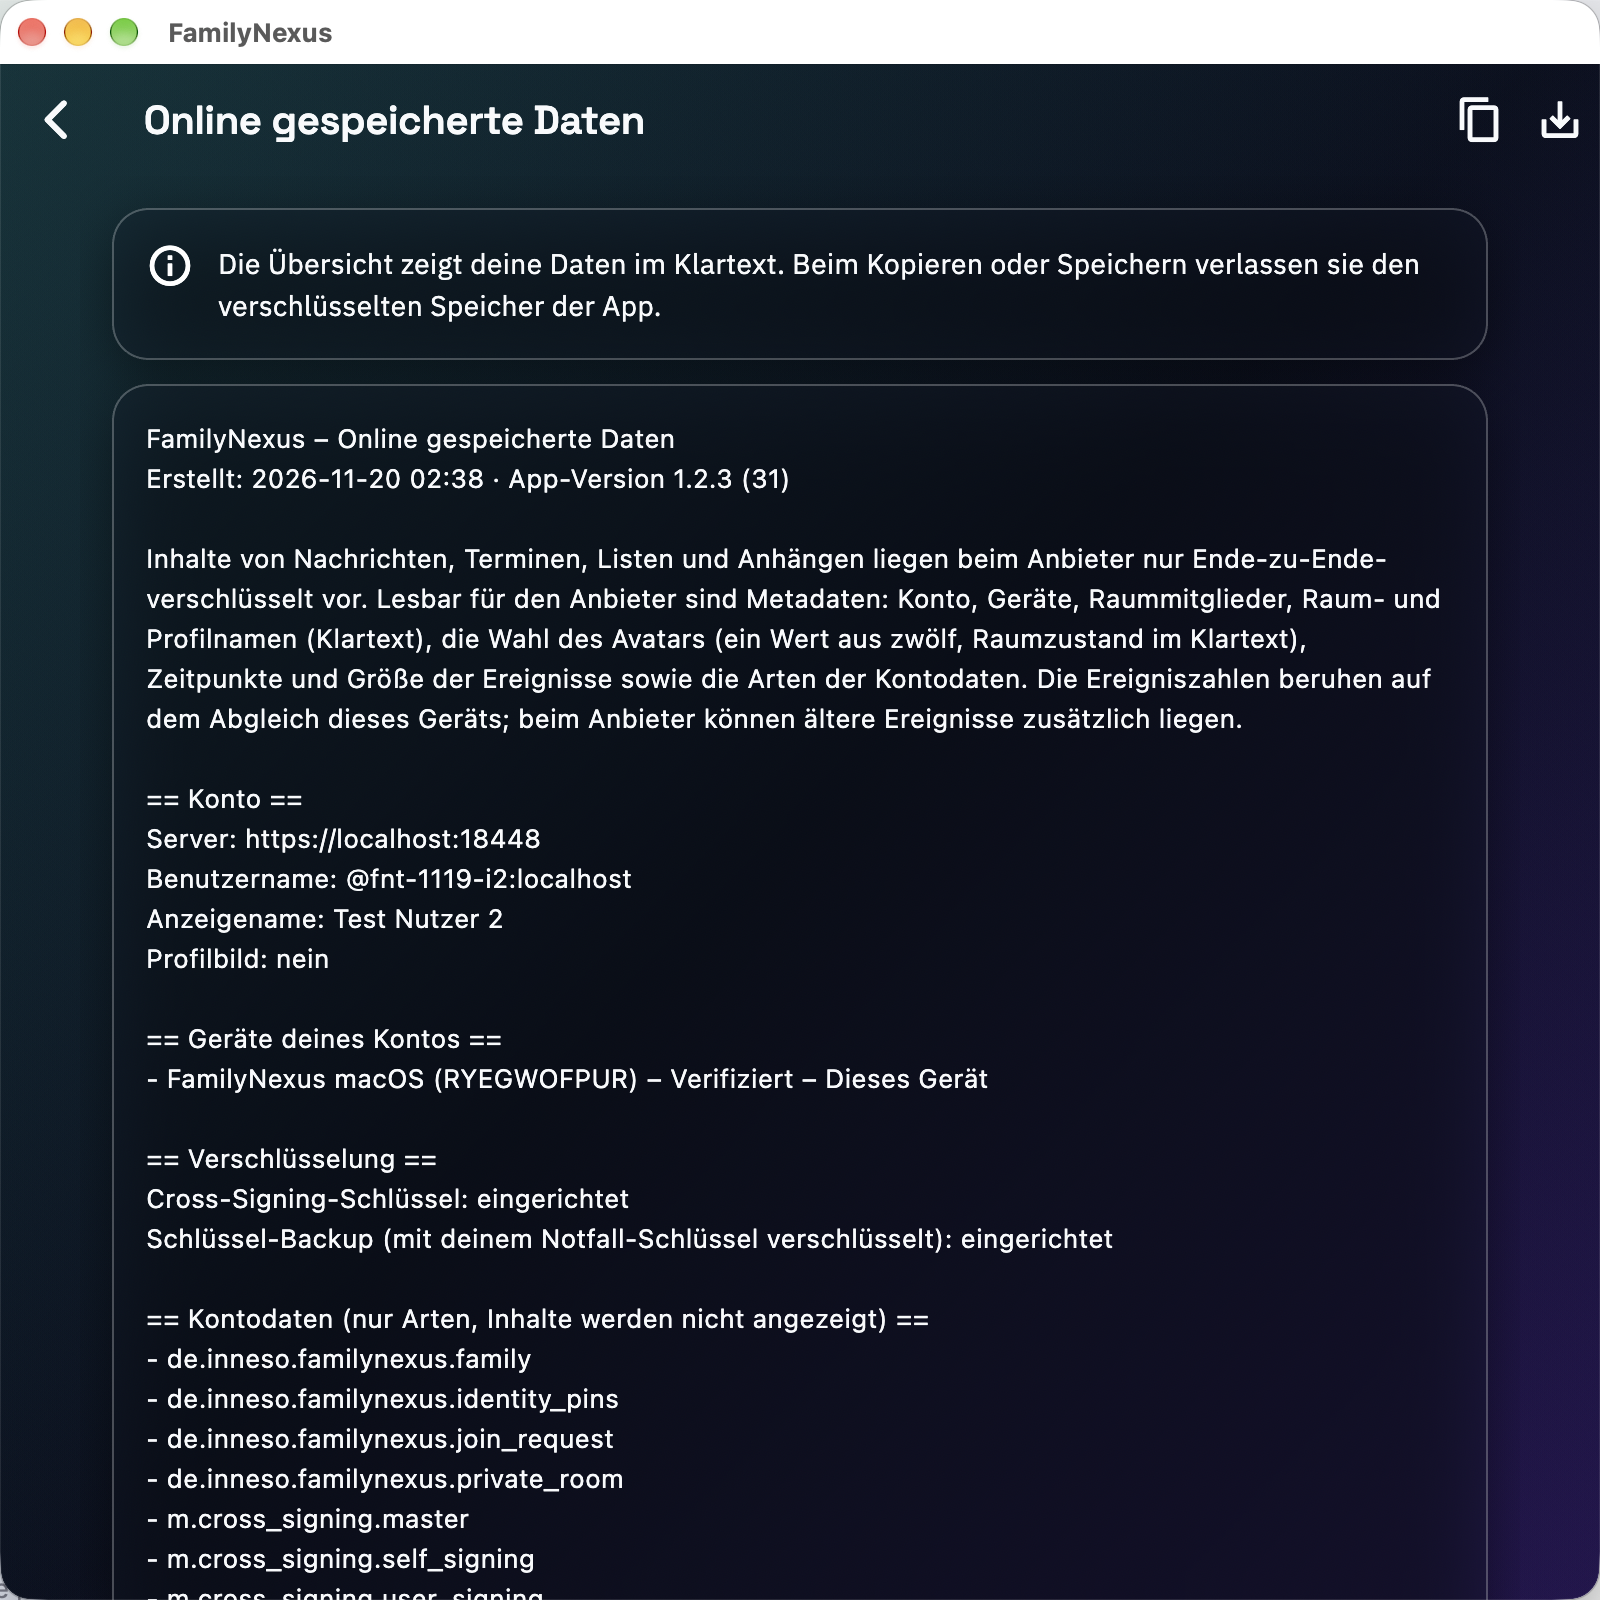 FamilyNexus
Online gespeicherte Daten
Die Übersicht zeigt deine Daten im Klartext. Beim Kopieren oder Speichern verlassen sie den
verschlüsselten Speicher der App.
FamilyNexus – Online gespeicherte Daten
Erstellt: 2026-11-20 02:38 · App-Version 1.2.3 (31)
Inhalte von Nachrichten, Terminen, Listen und Anhängen liegen beim Anbieter nur Ende-zu-Ende-
verschlüsselt vor. Lesbar für den Anbieter sind Metadaten: Konto, Geräte, Raummitglieder, Raum- und
Profilnamen (Klartext), die Wahl des Avatars (ein Wert aus zwölf, Raumzustand im Klartext),
Zeitpunkte und Größe der Ereignisse sowie die Arten der Kontodaten. Die Ereigniszahlen beruhen auf
dem Abgleich dieses Geräts; beim Anbieter können ältere Ereignisse zusätzlich liegen.
== Konto ==
Server: https://localhost:18448
Benutzername: @fnt-1119-i2:localhost
Anzeigename: Test Nutzer 2
Profilbild: nein
== Geräte deines Kontos ==
- FamilyNexus macOS (RYEGWOFPUR) – Verifiziert – Dieses Gerät
== Verschlüsselung ==
Cross-Signing-Schlüssel: eingerichtet
Schlüssel-Backup (mit deinem Notfall-Schlüssel verschlüsselt): eingerichtet
== Kontodaten (nur Arten, Inhalte werden nicht angezeigt) ==
- de.inneso.familynexus.family
- de.inneso.familynexus.identity_pins
- de.inneso.familynexus.join_request
- de.inneso.familynexus.private_room
- m.cross_signing.master
- m.cross_signing.self_signing
- m.cross_signing.user_signing